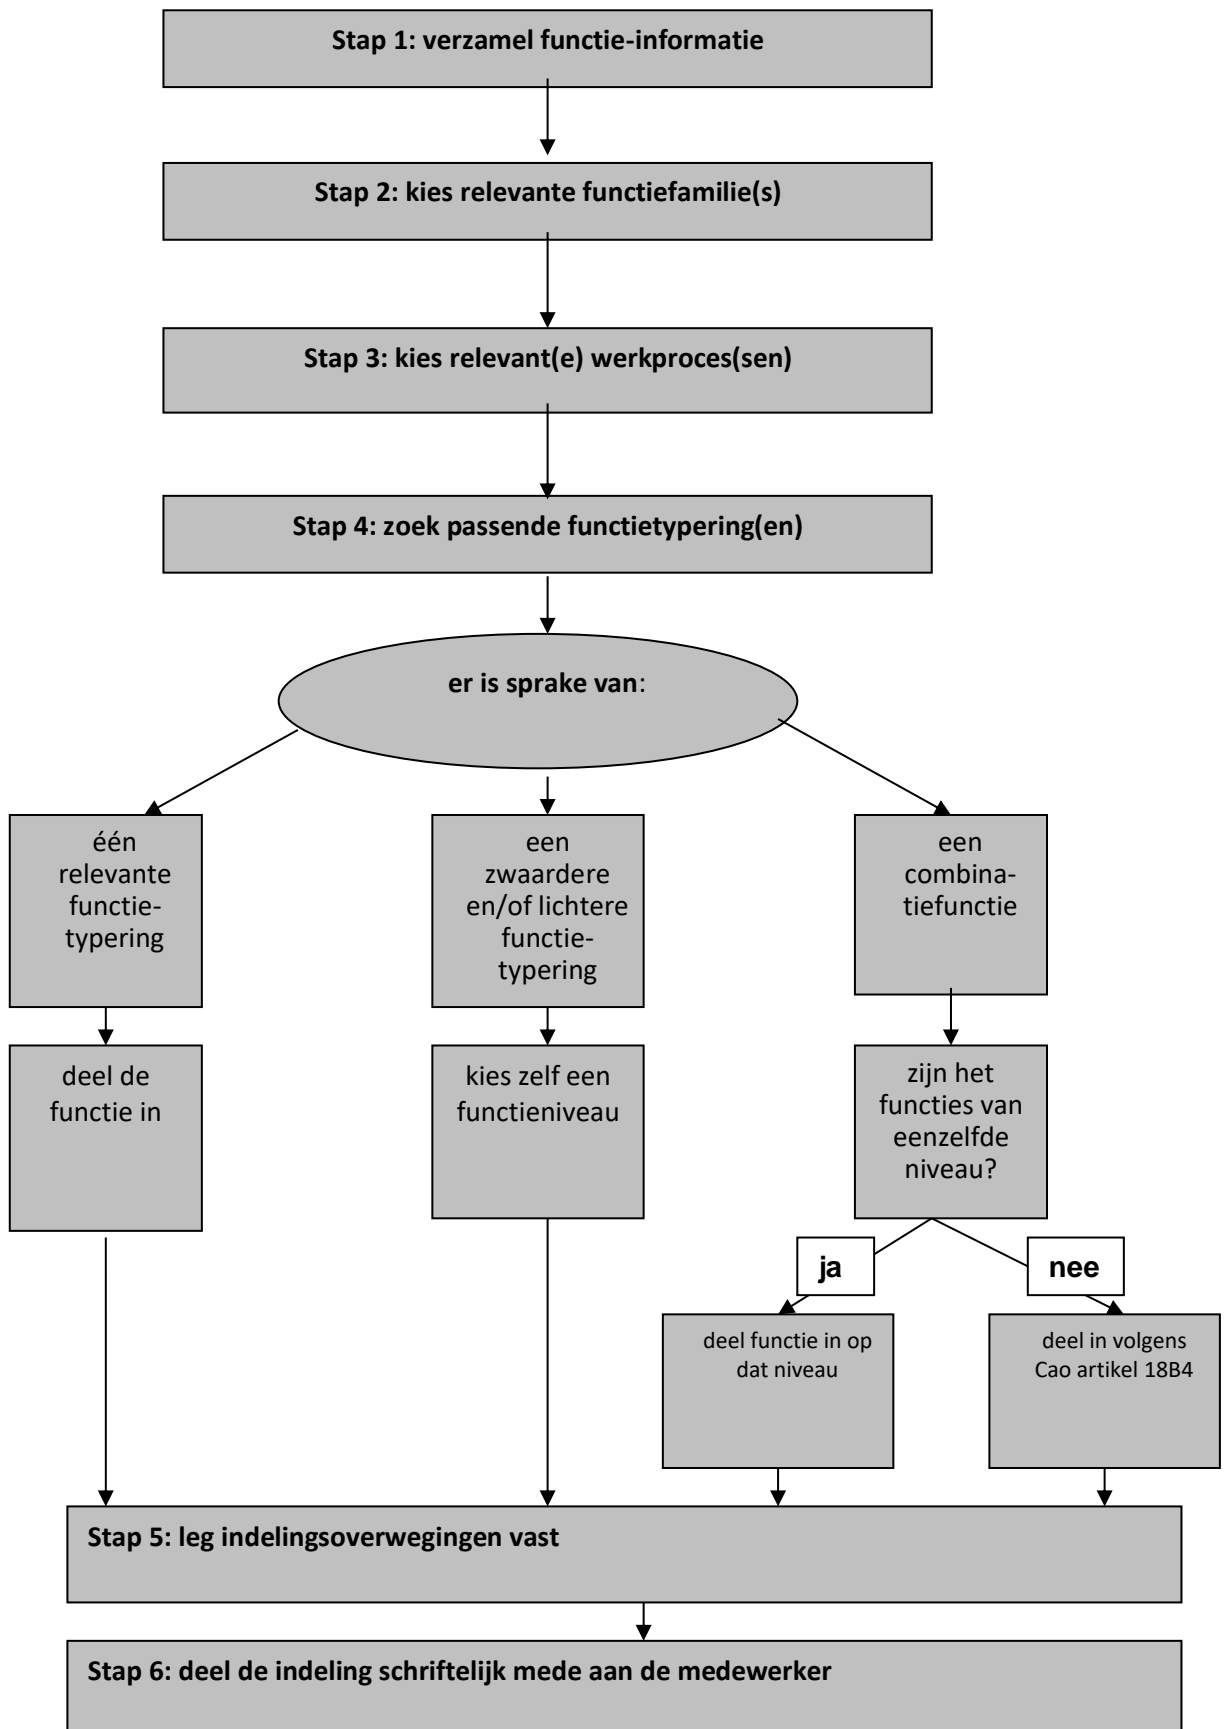 Stap 1: verzamel functie-informatie
Stap 2: kies relevante functiefamilie(s)
Stap 3: kies relevant(e) werkproces(sen)
Stap 4: zoek passende functietypering(en)
er is sprake van:
één
relevante
functie-
typering
een
zwaardere
en/of lichtere
functie-
typering
een
combina-
tiefunctie
deel de
functie in
kies zelf een
functieniveau
zijn het
functies van
eenzelfde
niveau?
ja
nee
deel functie in op
dat niveau
deel in volgens
Cao artikel 18B4
Stap 5: leg indelingsoverwegingen vast
Stap 6: deel de indeling schriftelijk mede aan de medewerker